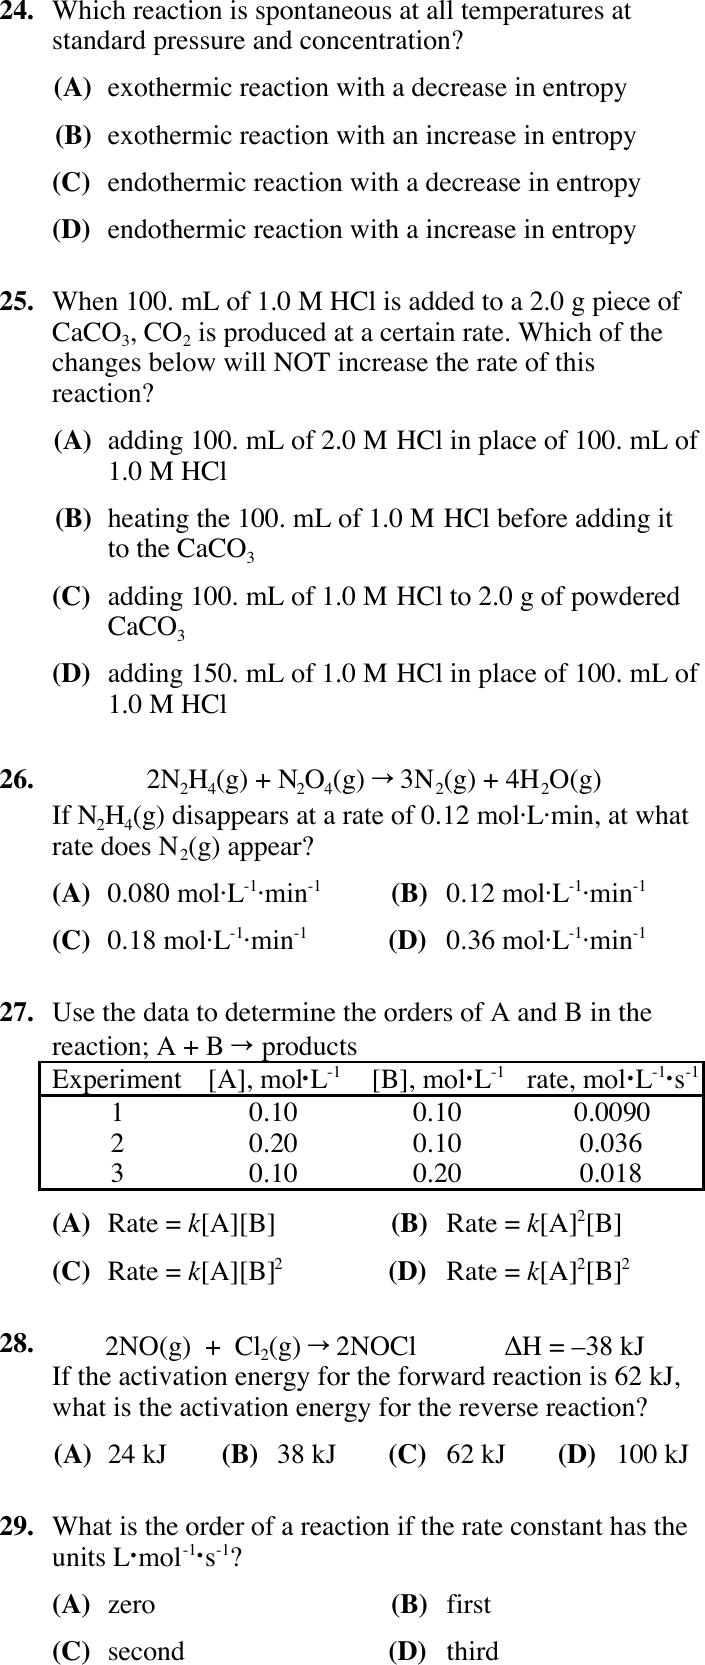 24. Which reaction is spontaneous at all temperatures at
standard pressure and concentration?
(A) exothermic reaction with a decrease in entropy
(B) exothermic reaction with an increase in entropy
(C) endothermic reaction with a decrease in entropy
(D) endothermic reaction with a increase in entropy
25. When 100. mL of 1.0 M HCl is added to a 2.0 g piece of
CaCO₃, CO₂ is produced at a certain rate. Which of the
changes below will NOT increase the rate of this
reaction?
(A) adding 100. mL of 2.0 M HCl in place of 100. mL of
1.0 M HCl
(B) heating the 100. mL of 1.0 M HCl before adding it
to the CaCO₃
(C) adding 100. mL of 1.0 M HCl to 2.0 g of powdered
CaCO₃
(D) adding 150. mL of 1.0 M HCl in place of 100. mL of
1.0 M HCl
26. 2N₂H₄(g) + N₂O₄(g) → 3N₂(g) + 4H₂O(g)
If N₂H₄(g) disappears at a rate of 0.12 mol·L·min, at what
rate does N₂(g) appear?
(A) 0.080 mol·L⁻¹·min⁻¹ (B) 0.12 mol·L⁻¹·min⁻¹
(C) 0.18 mol·L⁻¹·min⁻¹ (D) 0.36 mol·L⁻¹·min⁻¹
27. Use the data to determine the orders of A and B in the
reaction; A + B → products
Experiment [A], mol·L⁻¹ [B], mol·L⁻¹ rate, mol·L⁻¹·s⁻¹
1 0.10 0.10 0.0090
2 0.20 0.10 0.036
3 0.10 0.20 0.018
(A) Rate = k[A][B] (B) Rate = k[A]²[B]
(C) Rate = k[A][B]² (D) Rate = k[A]²[B]²
28. 2NO(g) + Cl₂(g) → 2NOCl ΔH = –38 kJ
If the activation energy for the forward reaction is 62 kJ,
what is the activation energy for the reverse reaction?
(A) 24 kJ (B) 38 kJ (C) 62 kJ (D) 100 kJ
29. What is the order of a reaction if the rate constant has the
units L·mol⁻¹·s⁻¹?
(A) zero (B) first
(C) second (D) third